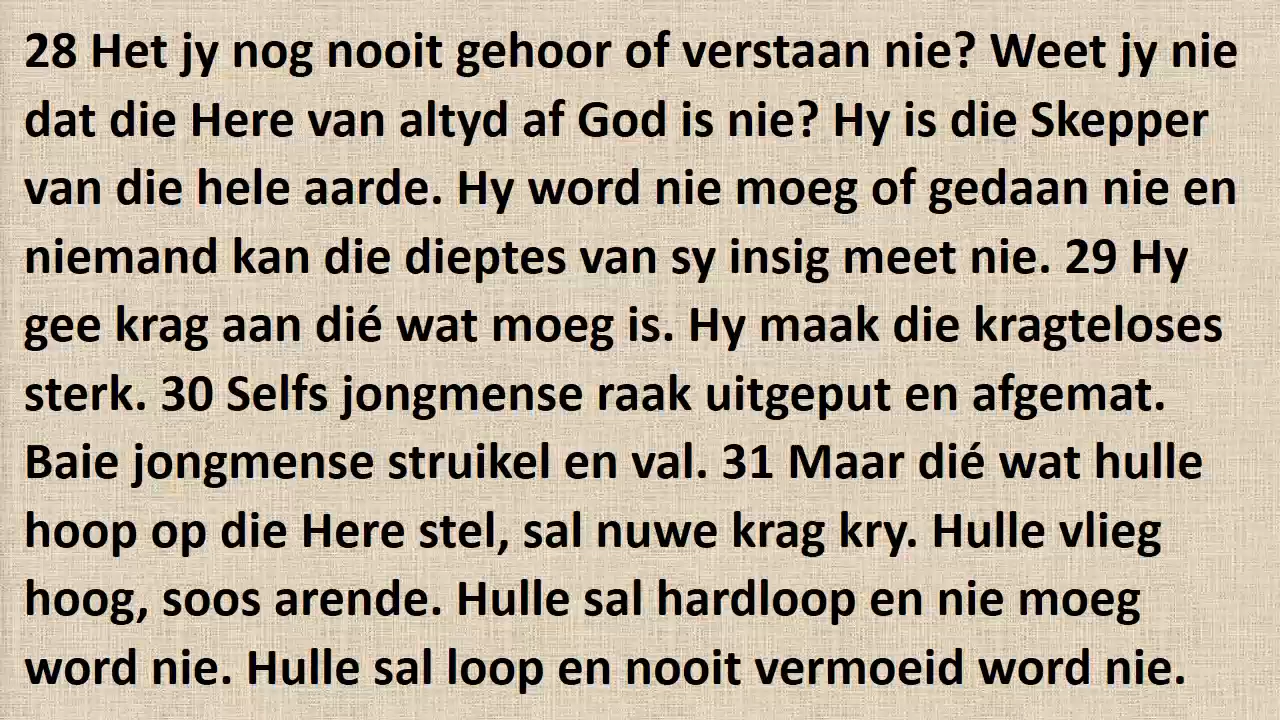 28 Het jy nog nooit gehoor of verstaan nie? Weet jy nie
dat die Here van altyd af God is nie? Hy is die Skepper
van die hele aarde. Hy word nie moeg of gedaan nie en
niemand kan die dieptes van sy insig meet nie. 29 Hy
gee krag aan dié wat moeg is. Hy maak die kragteloses
sterk. 30 Selfs jongmense raak uitgeput en afgemat.
Baie jongmense struikel en val. 31 Maar dié wat hulle
hoop op die Here stel, sal nuwe krag kry. Hulle vlieg
hoog, soos arende. Hulle sal hardloop en nie moeg
word nie. Hulle sal loop en nooit vermoeid word nie.